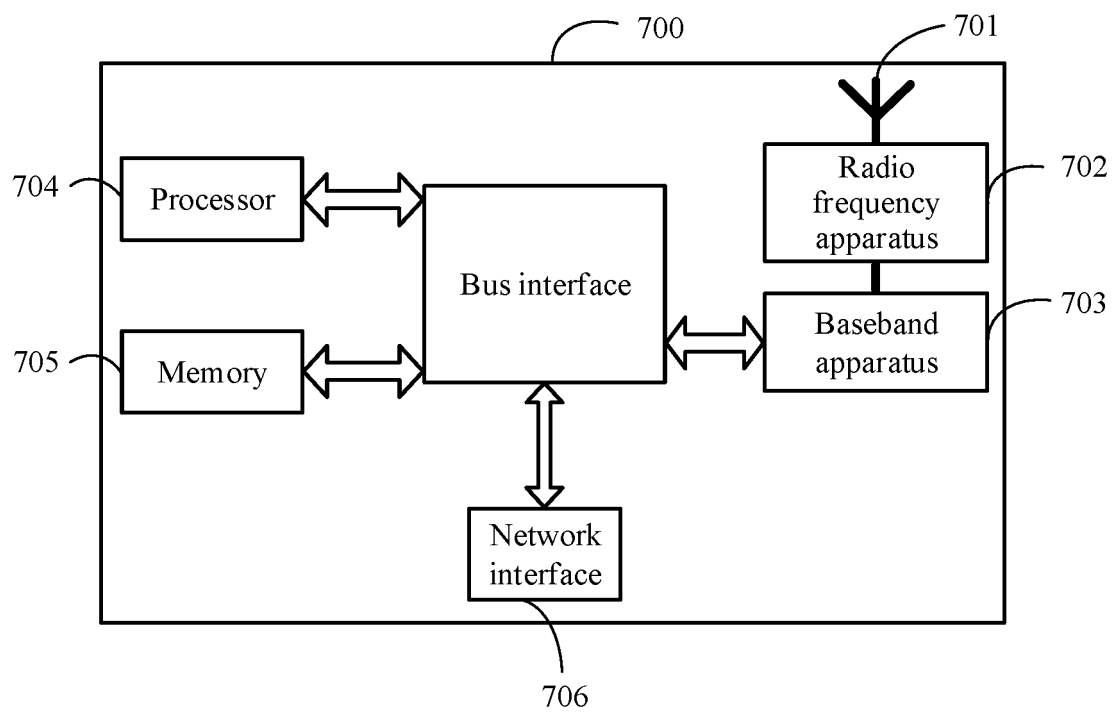 700
701
704
Processor
Radio
frequency
apparatus
702
Bus interface
705
Memory
Baseband
apparatus
703
Network
interface
706